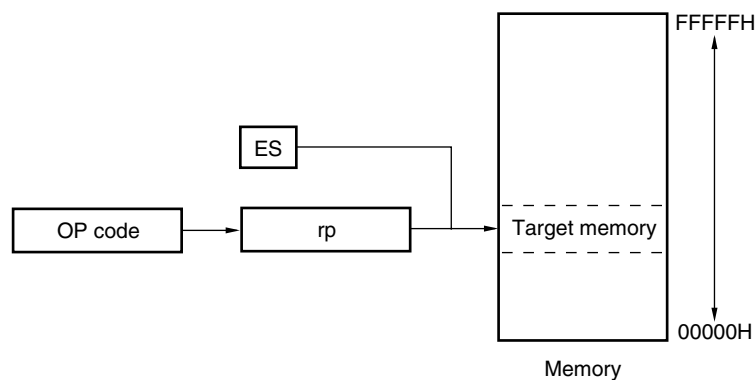 FFFFFH
ES
OP code
rp
Target memory
00000H
Memory